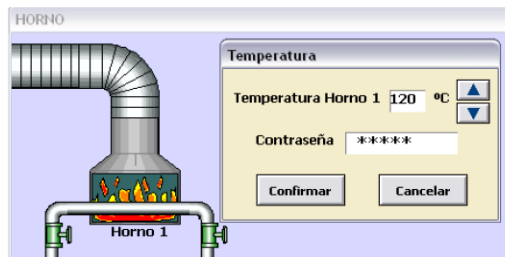 HORNO
Temperatura
Temperatura Horno 1 120 ºC
Contraseña *****
Confirmar Cancelar
Horno 1